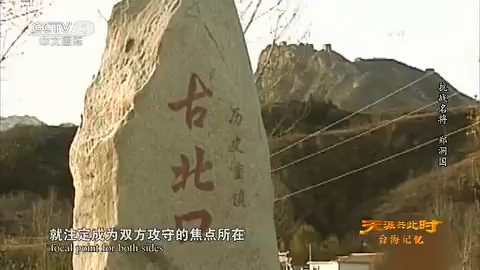 CCTV 4
中文国际
抗战名将 郑洞国
历史重镇
古北口
天涯共此时
台海记忆
就注定成为双方攻守的焦点所在
focal point for both sides